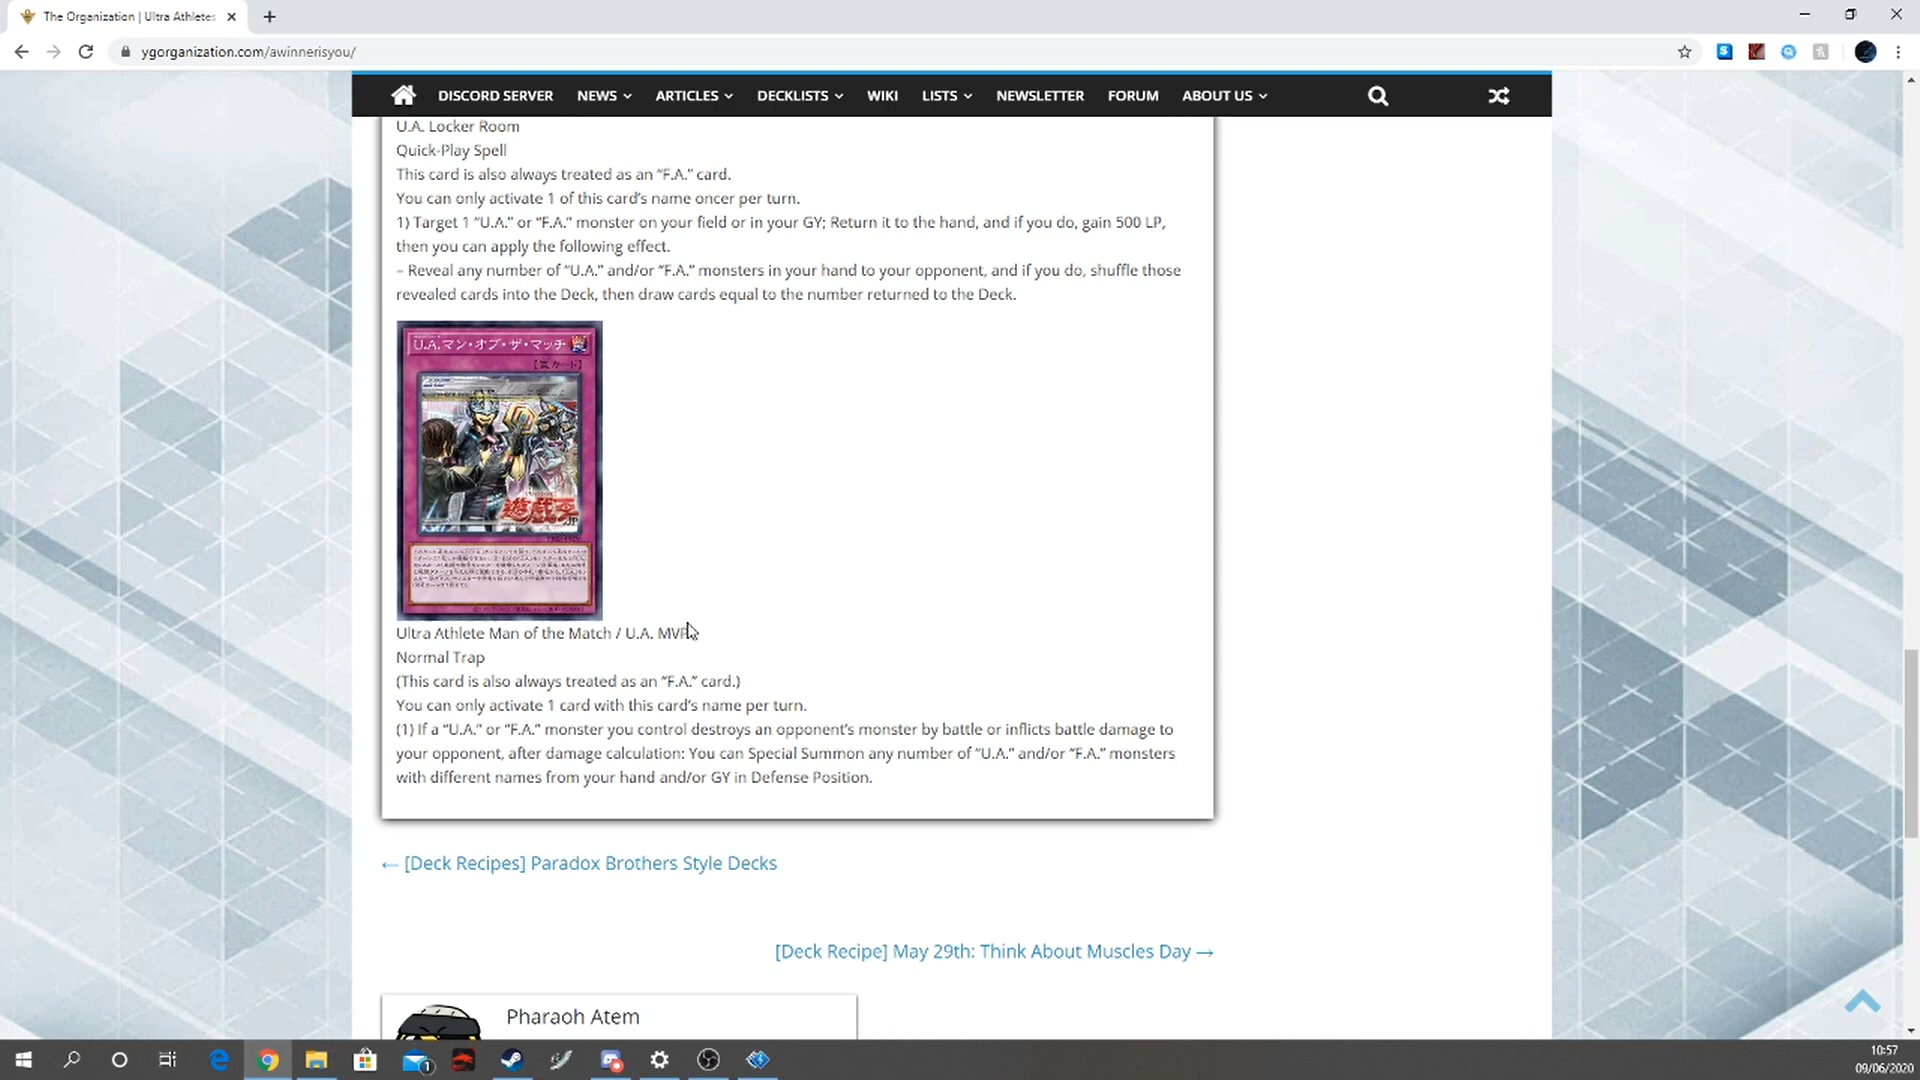 The Organization | Ultra Athletes
ygorganization.com/awinnerisyou/
DISCORD SERVER NEWS ARTICLES DECKLISTS WIKI LISTS NEWSLETTER FORUM ABOUT US
U.A. Locker Room
Quick-Play Spell
This card is also always treated as an “F.A.” card.
You can only activate 1 of this card’s name oncer per turn.
1) Target 1 “U.A.” or “F.A.” monster on your field or in your GY; Return it to the hand, and if you do, gain 500 LP,
then you can apply the following effect.
– Reveal any number of “U.A.” and/or “F.A.” monsters in your hand to your opponent, and if you do, shuffle those
revealed cards into the Deck, then draw cards equal to the number returned to the Deck.
U.A.マン・オブ・ザ・マッチ
【罠カード】
遊戯王
Ultra Athlete Man of the Match / U.A. MVP
Normal Trap
(This card is also always treated as an “F.A.” card.)
You can only activate 1 card with this card’s name per turn.
(1) If a “U.A.” or “F.A.” monster you control destroys an opponent’s monster by battle or inflicts battle damage to
your opponent, after damage calculation: You can Special Summon any number of “U.A.” and/or “F.A.” monsters
with different names from your hand and/or GY in Defense Position.
← [Deck Recipes] Paradox Brothers Style Decks
[Deck Recipe] May 29th: Think About Muscles Day →
Pharaoh Atem
10:57
09/06/2020